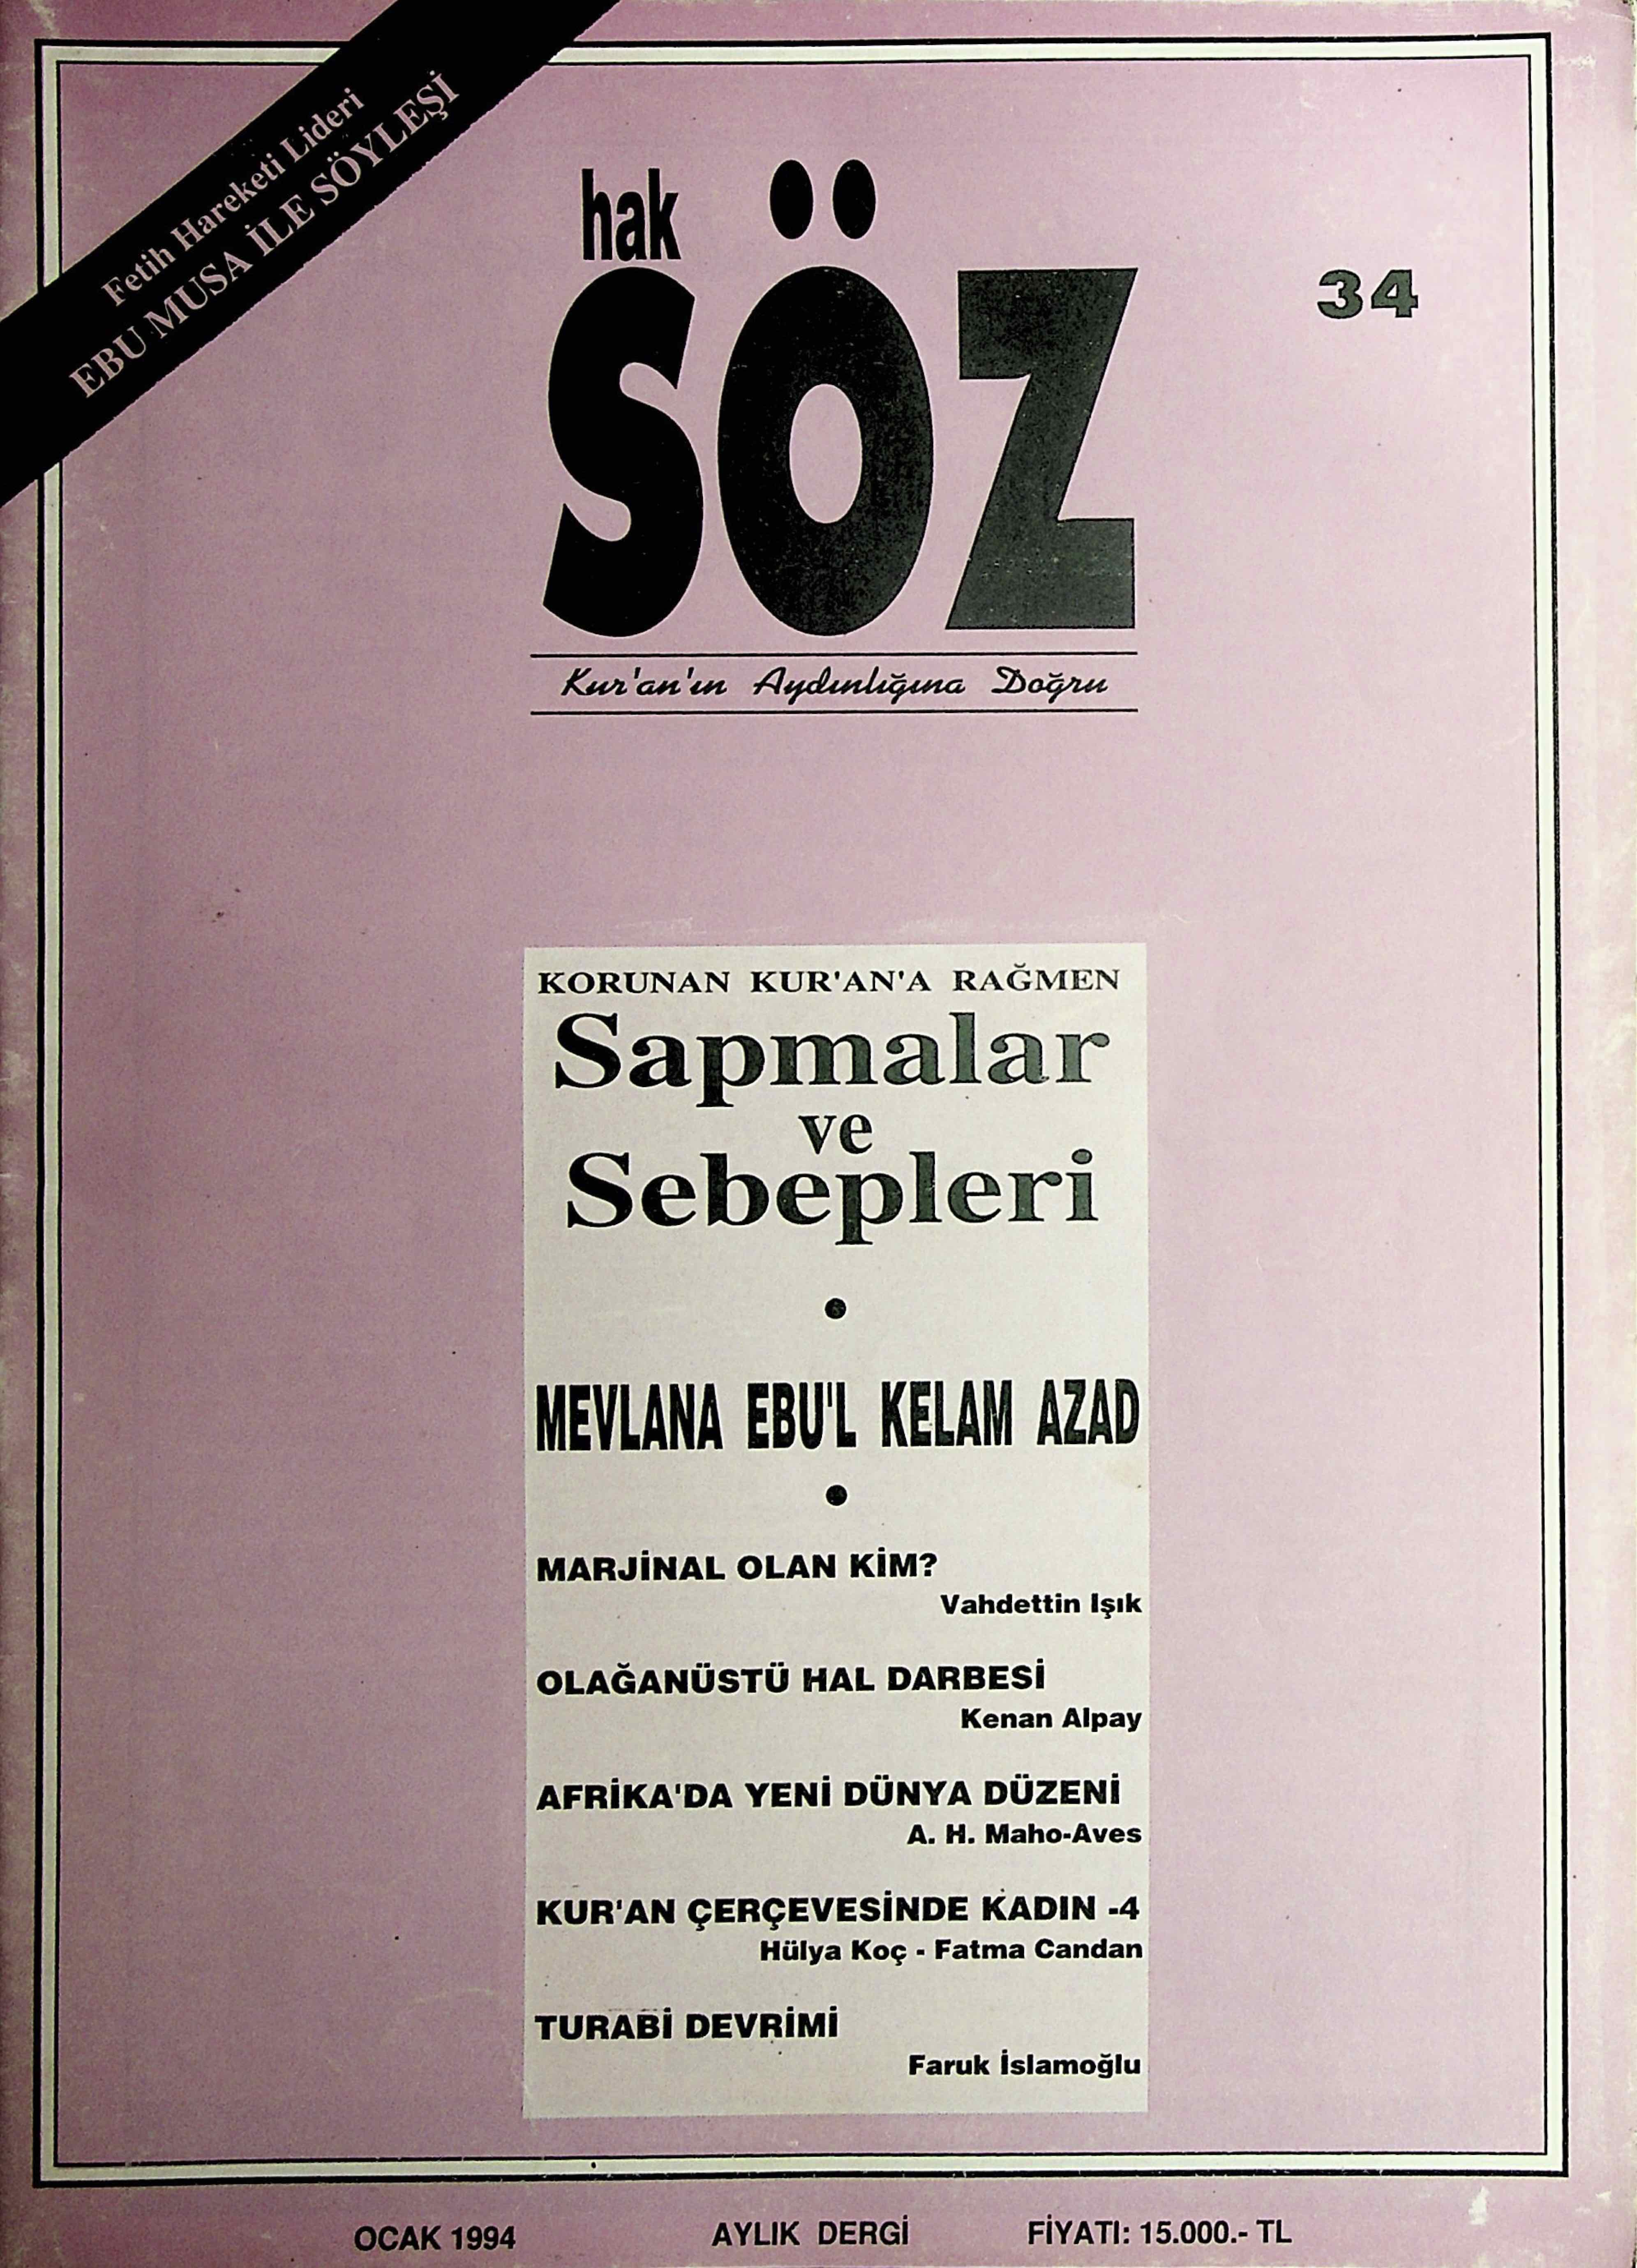 Fetih Hareketi Lideri
EBU MUSA İLE SÖYLEŞİ
hak
SÖZ
34
Kur'an'ın Aydınlığına Doğru
KORUNAN KUR'AN'A RAĞMEN
Sapmalar
ve
Sebepleri
•
MEVLANA EBU'L KELAM AZAD
•
MARJİNAL OLAN KİM?
Vahdettin Işık
OLAĞANÜSTÜ HAL DARBESİ
Kenan Alpay
AFRİKA'DA YENİ DÜNYA DÜZENİ
A. H. Maho-Aves
KUR'AN ÇERÇEVESİNDE KADIN -4
Hülya Koç - Fatma Candan
TURABİ DEVRİMİ
Faruk İslamoğlu
OCAK 1994 AYLIK DERGİ FİYATI: 15.000.- TL